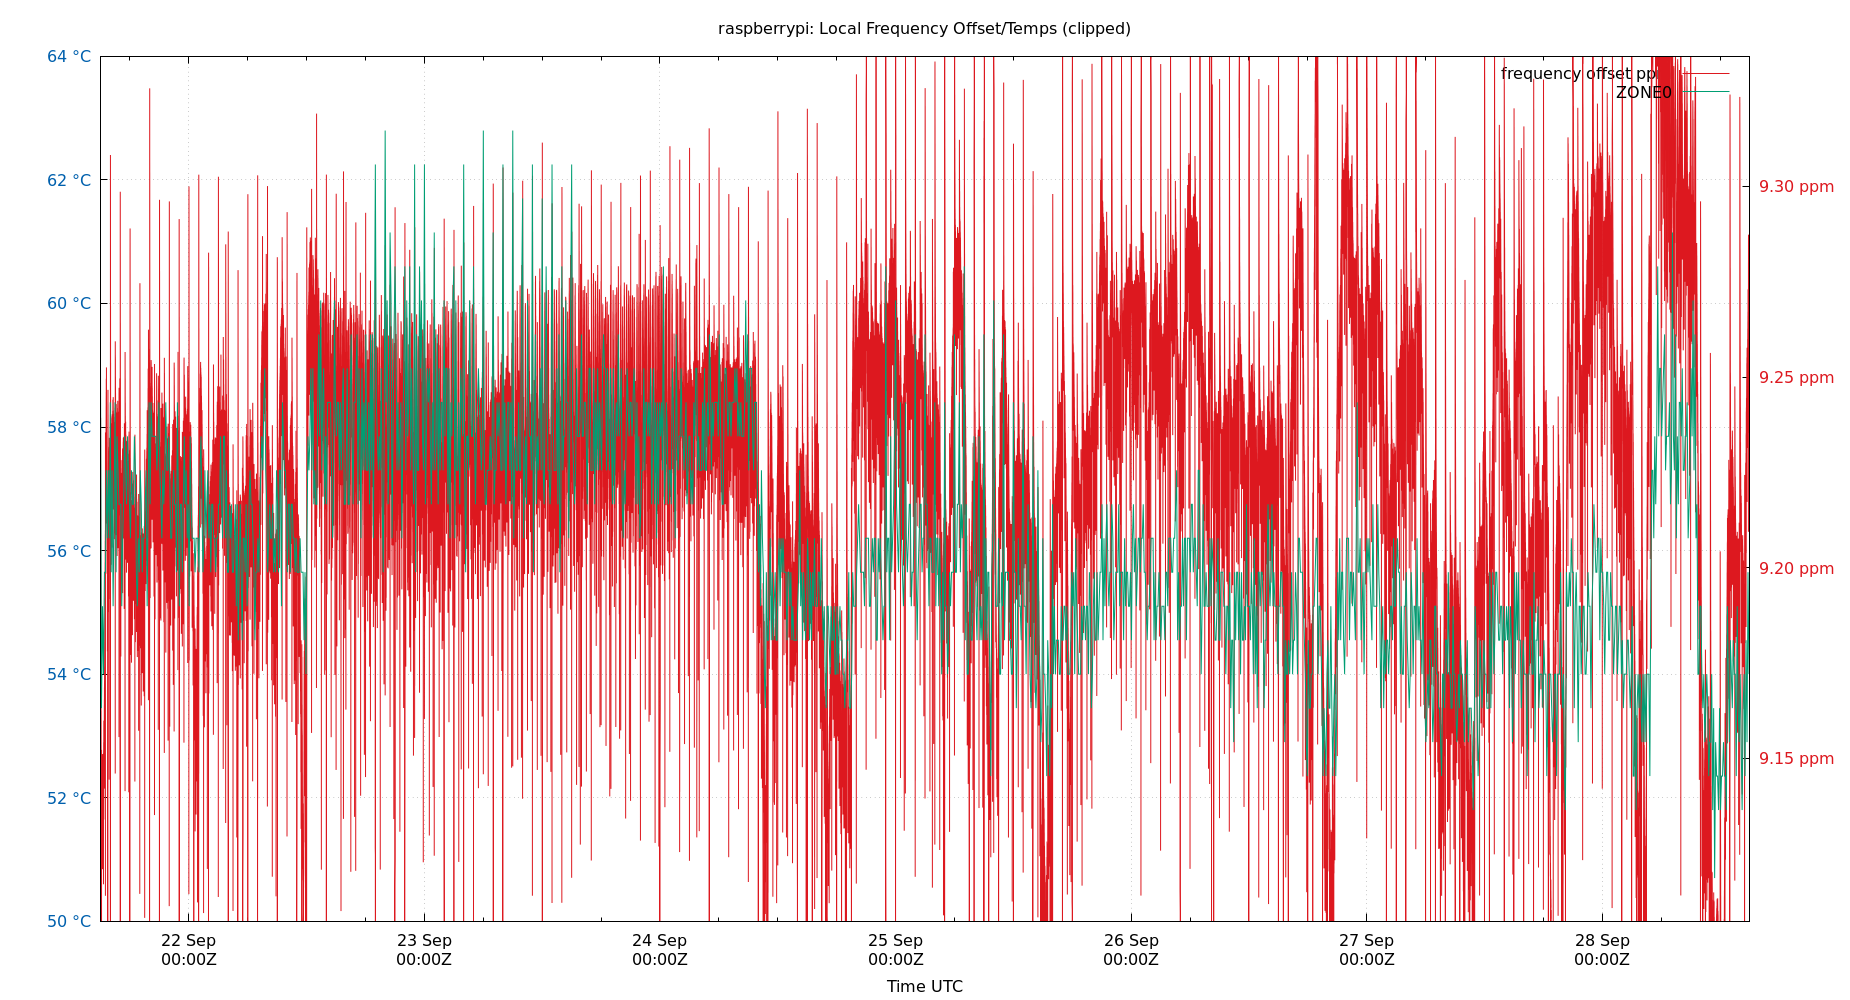 raspberrypi: Local Frequency Offset/Temps (clipped)
64 °C
62 °C
60 °C
58 °C
56 °C
54 °C
52 °C
50 °C
frequency offset pp
ZONE0
9.30 ppm
9.25 ppm
9.20 ppm
9.15 ppm
22 Sep
00:00Z
23 Sep
00:00Z
24 Sep
00:00Z
25 Sep
00:00Z
26 Sep
00:00Z
27 Sep
00:00Z
28 Sep
00:00Z
Time UTC